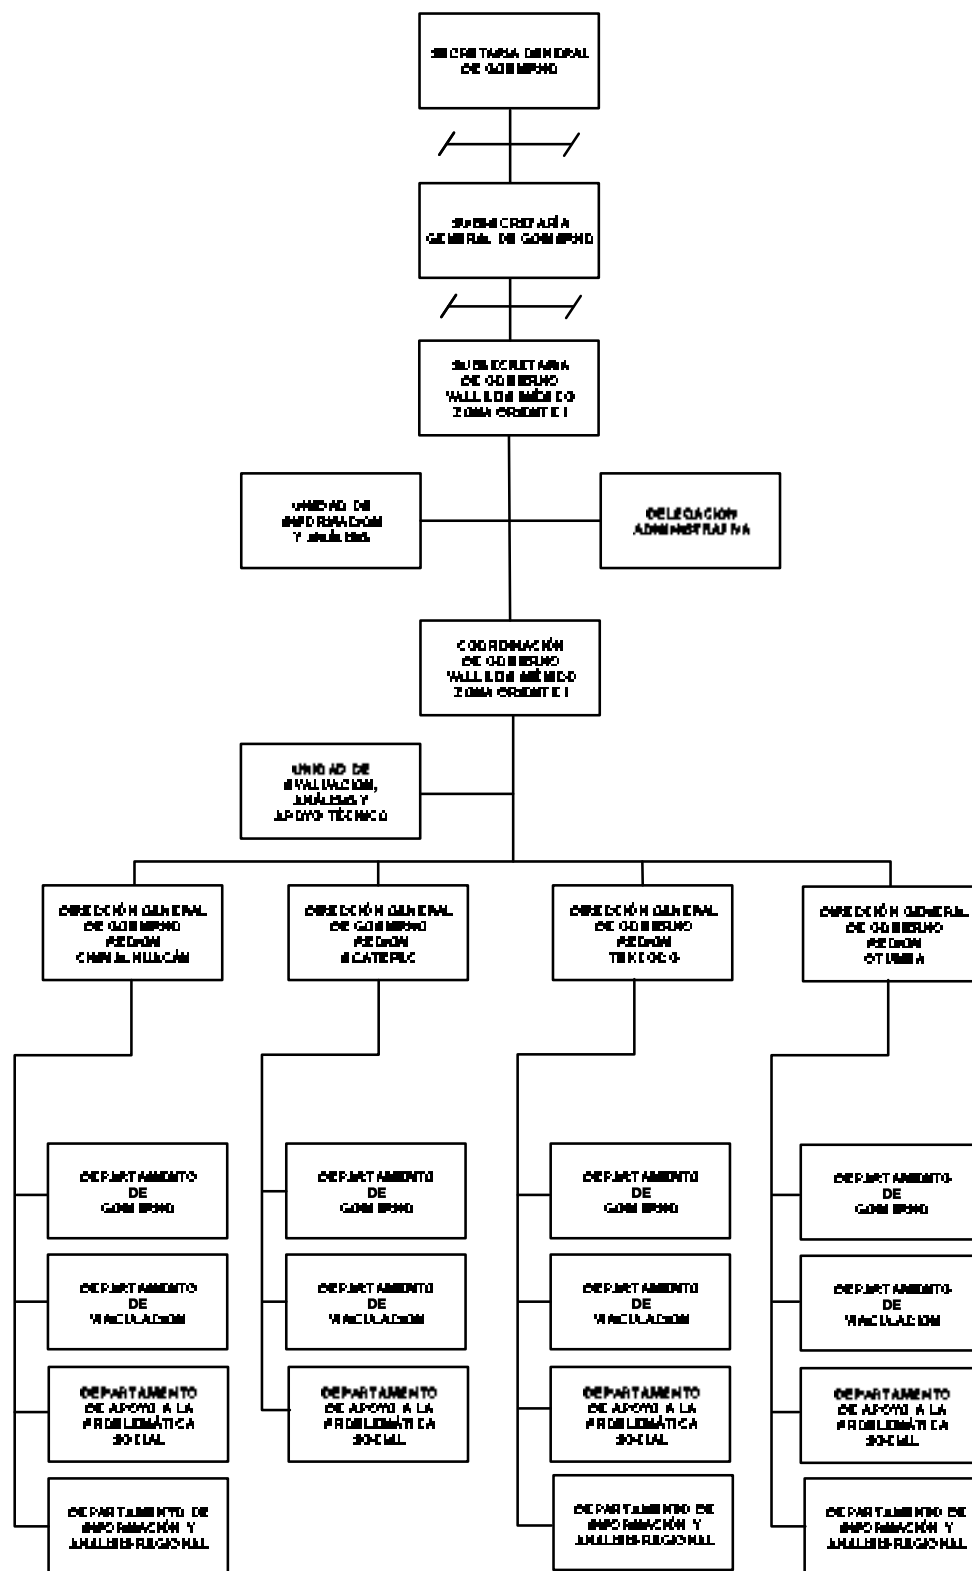 SECRETARIA GENERAL
DE GOBIERNO
SUBSECRETARÍA
GENERAL DE GOBIERNO
SUBSECRETARIA
DE GOBIERNO
VALLE DE MÉXICO
ZONA ORIENTE I
UNIDAD DE
INFORMACION
Y ANÁLISIS
DELEGACION
ADMINISTRATIVA
COORDINACIÓN
DE GOBIERNO
VALLE DE MÉXICO
ZONA ORIENTE I
UNIDAD DE
EVALUACION,
ANÁLISIS Y
APOYO TÉCNICO
DIRECCIÓN GENERAL
DE GOBIERNO
REGION
CHIMALHUACÁN
DIRECCIÓN GENERAL
DE GOBIERNO
REGION
ECATEPEC
DIRECCIÓN GENERAL
DE GOBIERNO
REGION
TEXCOCO
DIRECCIÓN GENERAL
DE GOBIERNO
REGION
OTUMBA
DEPARTAMENTO
DE
GOBIERNO
DEPARTAMENTO
DE
GOBIERNO
DEPARTAMENTO
DE
GOBIERNO
DEPARTAMENTO
DE
GOBIERNO
DEPARTAMENTO
DE
VINCULACION
DEPARTAMENTO
DE
VINCULACION
DEPARTAMENTO
DE
VINCULACION
DEPARTAMENTO
DE
VINCULACION
DEPARTAMENTO
DE APOYO A LA
PROBLEMÁTICA
SOCIAL
DEPARTAMENTO
DE APOYO A LA
PROBLEMÁTICA
SOCIAL
DEPARTAMENTO
DE APOYO A LA
PROBLEMÁTICA
SOCIAL
DEPARTAMENTO
DE APOYO A LA
PROBLEMÁTICA
SOCIAL
DEPARTAMENTO DE
INFORMACIÓN Y
ANÁLISIS REGIONAL
DEPARTAMENTO DE
INFORMACIÓN Y
ANÁLISIS REGIONAL
DEPARTAMENTO DE
INFORMACIÓN Y
ANÁLISIS REGIONAL